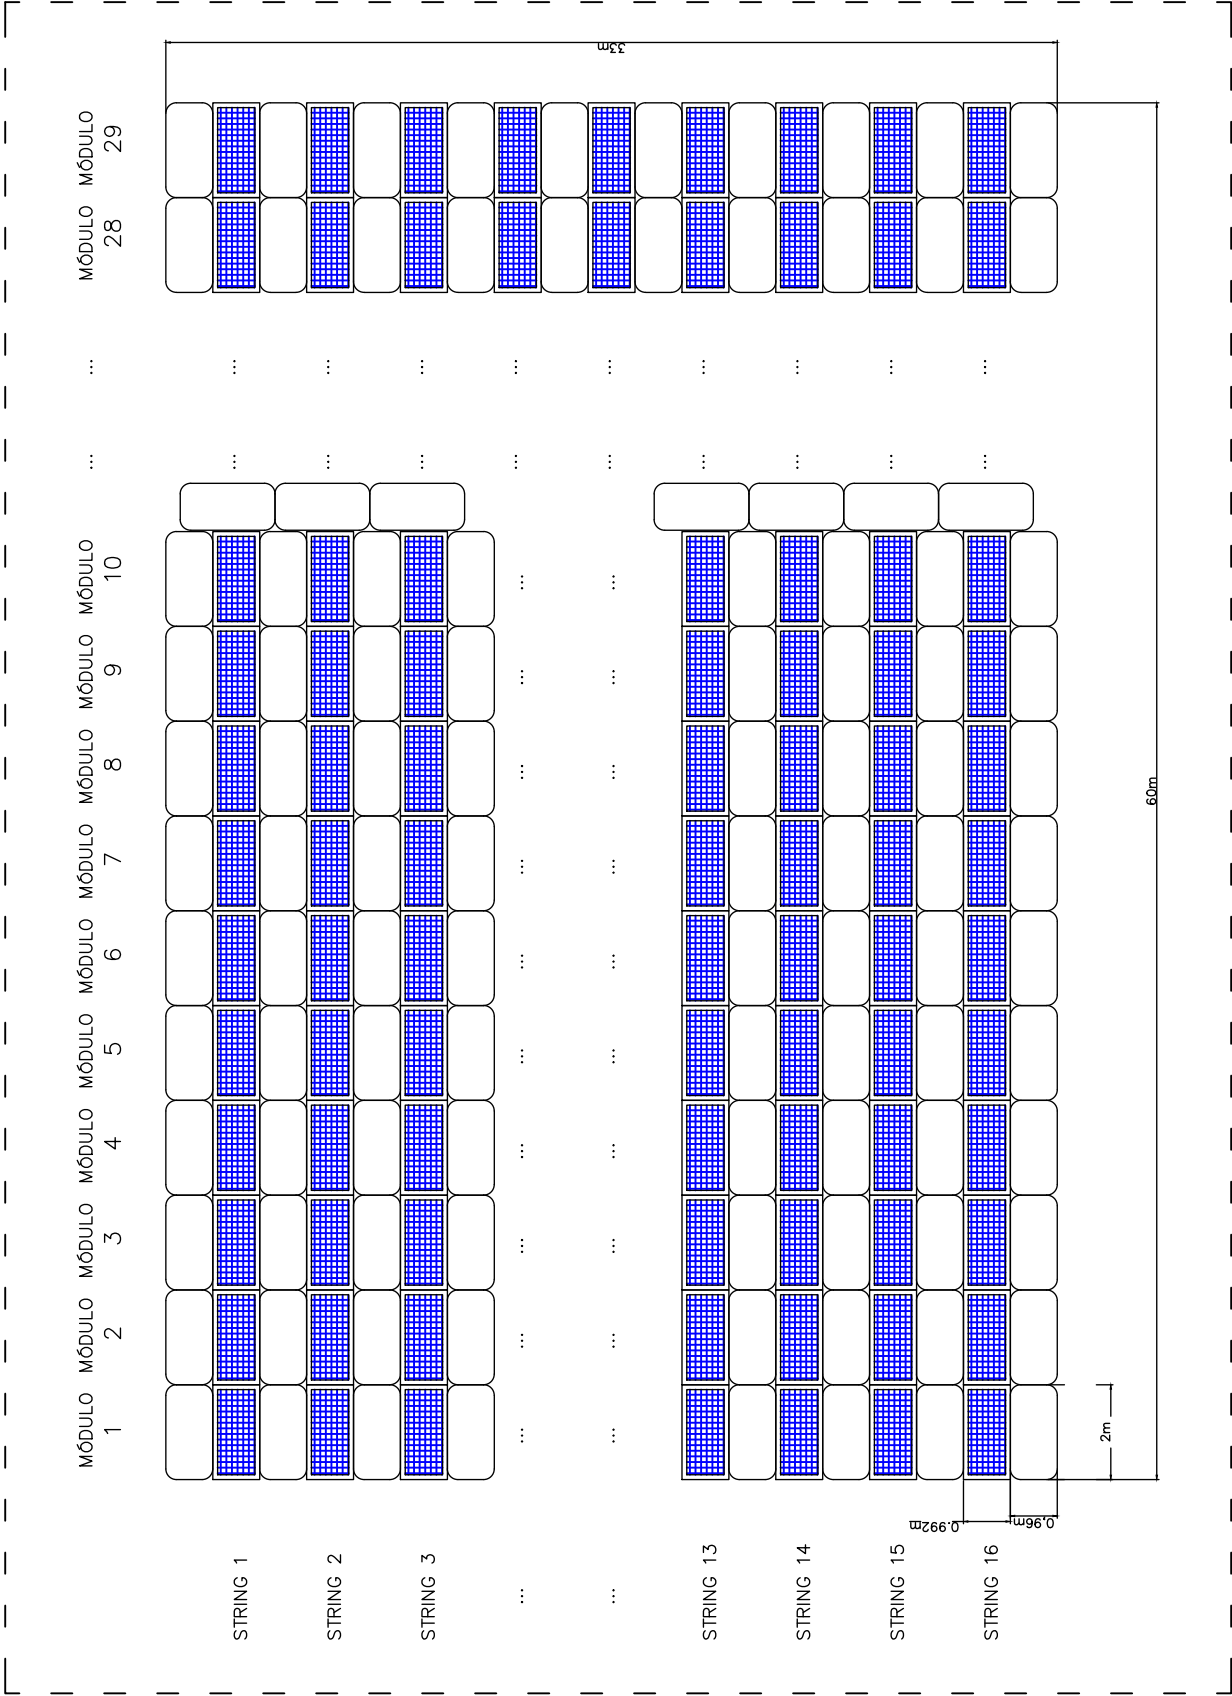 33m
MÓDULO
29
MÓDULO
28
...
... ... ... ... ... ... ... ... ...
...
... ... ... ... ... ... ... ... ...
MÓDULO
10
... ...
MÓDULO
9
... ...
MÓDULO
8
... ...
60m
MÓDULO
7
... ...
MÓDULO
6
... ...
MÓDULO
5
... ...
MÓDULO
4
... ...
MÓDULO
3
... ...
MÓDULO
2
... ...
MÓDULO
1
... ...
2m
0.992m
0,96m
STRING 1
STRING 2
STRING 3
...
...
STRING 13
STRING 14
STRING 15
STRING 16